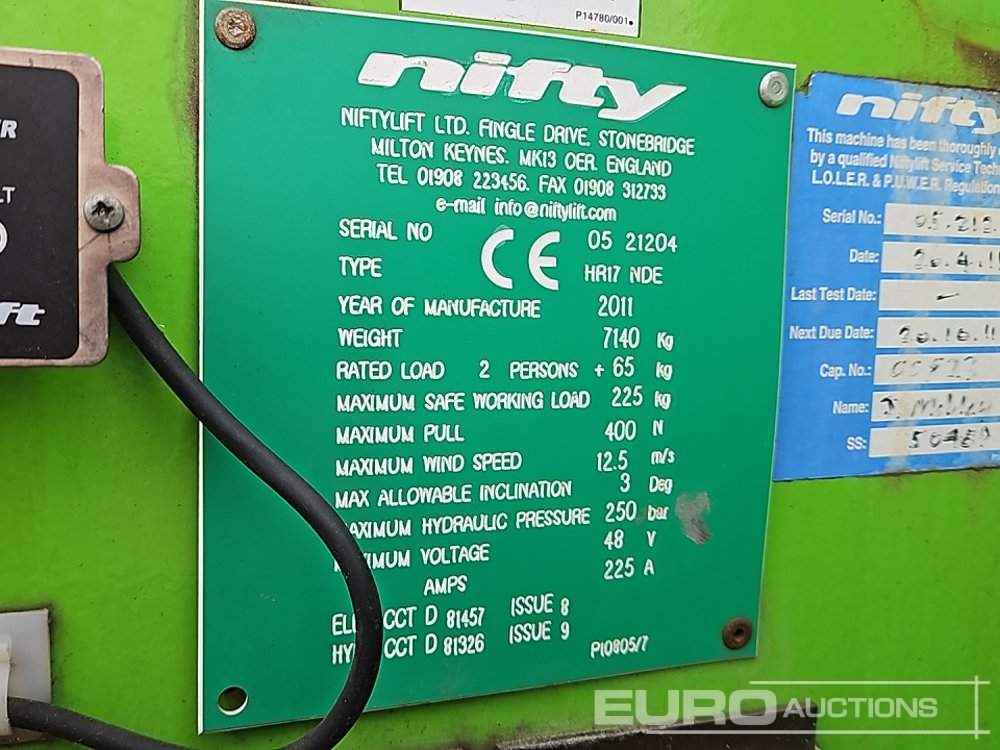 P14780/001
nifty
NIFTYLIFT LTD. FINGLE DRIVE, STONEBRIDGE
MILTON KEYNES. MK13 OER. ENGLAND
TEL 01908 223456. FAX 01908 312733
e-mail info@niftylift.com
SERIAL NO CE 05 21204
TYPE HR17 NDE
YEAR OF MANUFACTURE 2011
WEIGHT 7140 Kg
RATED LOAD 2 PERSONS + 65 kg
MAXIMUM SAFE WORKING LOAD 225 kg
MAXIMUM PULL 400 N
MAXIMUM WIND SPEED 12.5 m/s
MAX ALLOWABLE INCLINATION 3 Deg
MAXIMUM HYDRAULIC PRESSURE 250 bar
MAXIMUM VOLTAGE 48 V
AMPS 225 A
CCT D 81457 ISSUE 8
CCT D 81326 ISSUE 9
P10805/7
nifty
This machine has been thoroughly
by a qualified Niftylift Service
L.O.L.E.R. & P.U.W.E.R.
Serial No.:
Date:
Last Test Date: -
Next Due Date:
Cap. No.:
Name:
SS:
EURO AUCTIONS